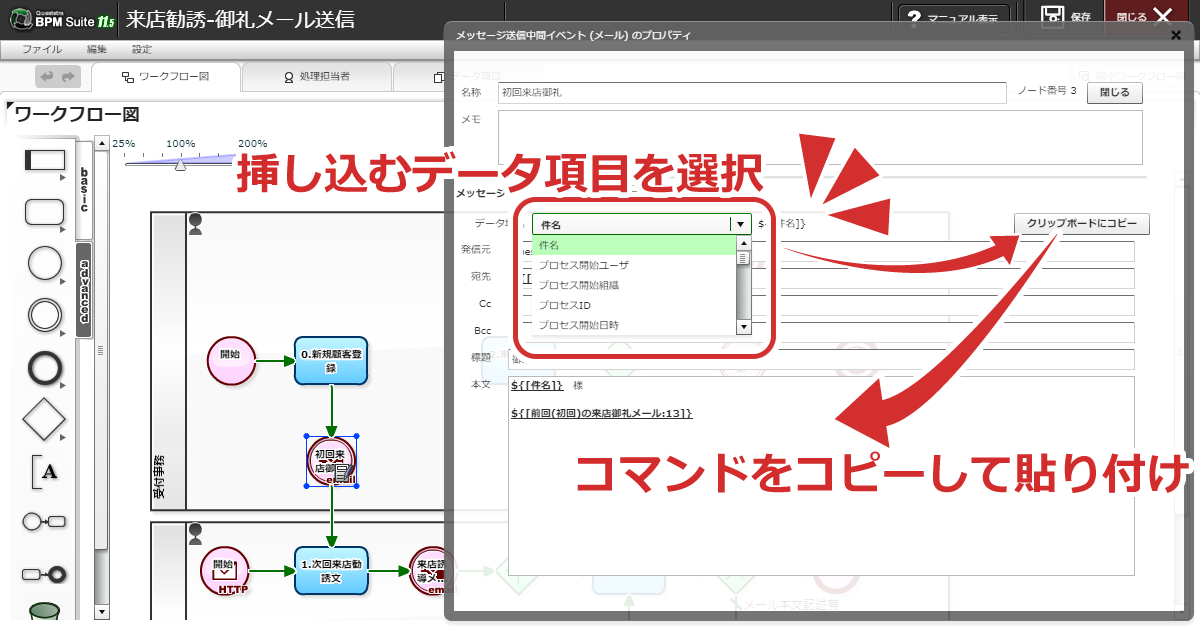 Questetra
BPM Suite 11.5
来店勧誘-御礼メール送信
マニュアル表示
保存
閉じる
ファイル
編集
設定
メッセージ送信中間イベント (メール) のプロパティ
ワークフロー図
処理担当者
データ項目
名称
初回来店御礼
ノード番号 3
閉じる
メモ
ワークフロー図
25%
100%
200%
basic
advanced
挿し込むデータ項目を選択
メッセージ
データ項
件名
件名]}
クリップボードにコピー
発信元
件名
プロセス開始ユーザ
プロセス開始組織
プロセスID
プロセス開始日時
宛先
Cc
Bcc
標題
本文
${[件名]} 様
${[前回(初回)の来店御礼メール:13]}
コマンドをコピーして貼り付け
受付事務
開始
0.新規顧客登
録
初回来
店御
email
開始
HTTP
1.次回来店勧
誘文
来店誘
導メ
email
A
メール本文記述有